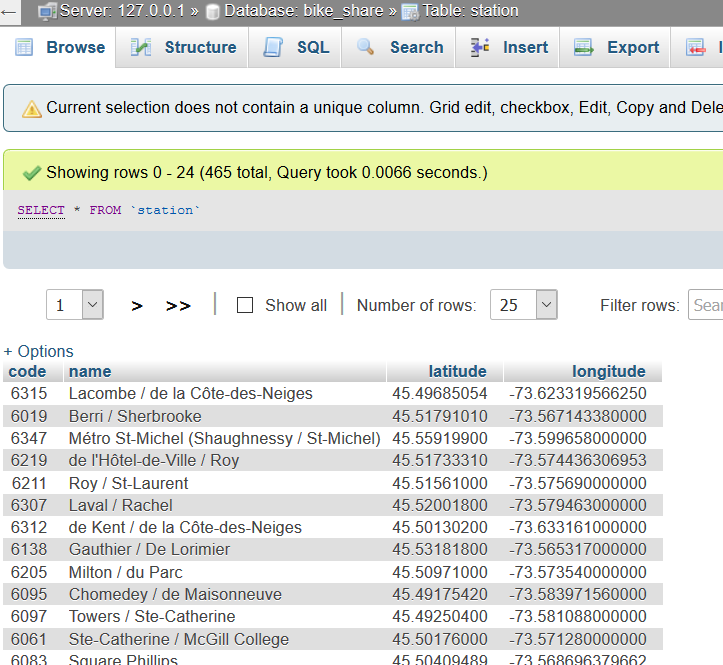 Server: 127.0.0.1 » Database: bike_share » Table: station
Browse Structure SQL Search Insert Export
Current selection does not contain a unique column. Grid edit, checkbox, Edit, Copy and Dele
Showing rows 0 - 24 (465 total, Query took 0.0066 seconds.)
SELECT * FROM `station`
1 > >> | Show all | Number of rows: 25 Filter rows: Sear
+ Options
code name latitude longitude
6315 Lacombe / de la Côte-des-Neiges 45.49685054 -73.623319566250
6019 Berri / Sherbrooke 45.51791010 -73.567143380000
6347 Métro St-Michel (Shaughnessy / St-Michel) 45.55919900 -73.599658000000
6219 de l'Hôtel-de-Ville / Roy 45.51733310 -73.574436306953
6211 Roy / St-Laurent 45.51561000 -73.575690000000
6307 Laval / Rachel 45.52001800 -73.579463000000
6312 de Kent / de la Côte-des-Neiges 45.50130200 -73.633161000000
6138 Gauthier / De Lorimier 45.53181800 -73.565317000000
6205 Milton / du Parc 45.50971000 -73.573540000000
6095 Chomedey / de Maisonneuve 45.49175420 -73.583971560000
6097 Towers / Ste-Catherine 45.49250400 -73.581088000000
6061 Ste-Catherine / McGill College 45.50176000 -73.571280000000
6083 Square Phillips 45.50409489 -73.568696379662